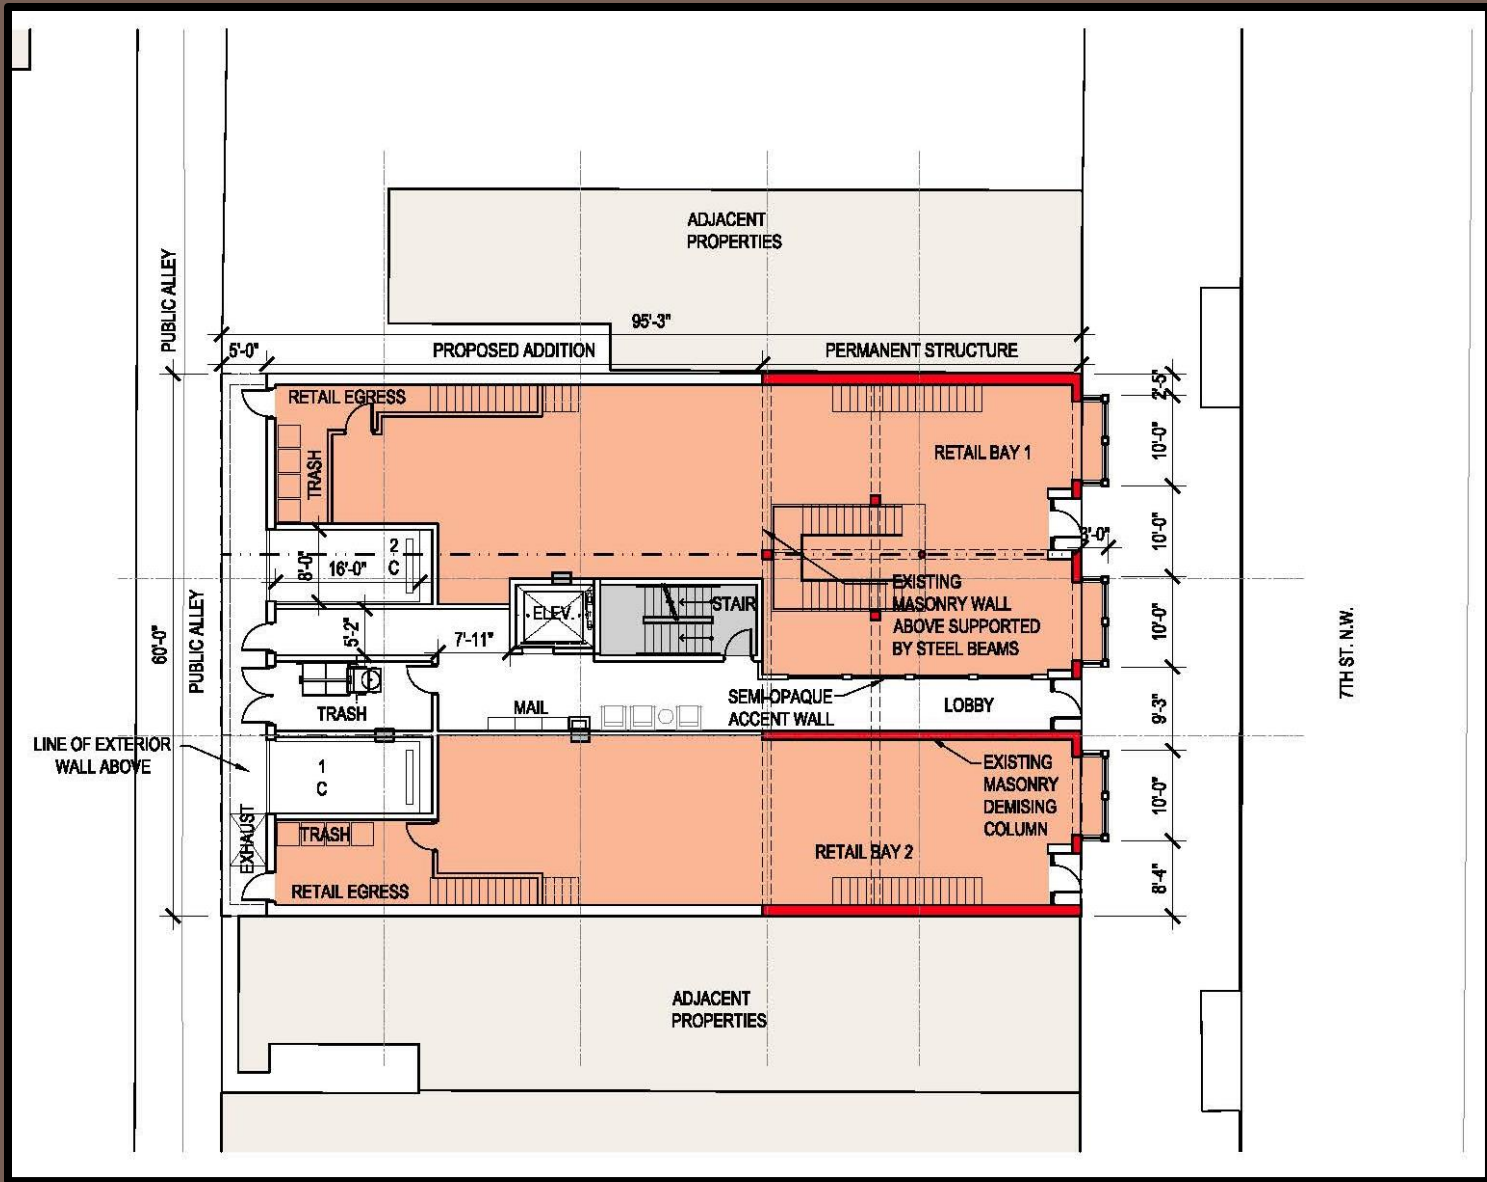 ADJACENT
PROPERTIES
PUBLIC ALLEY
95'-3"
5'-0"
PROPOSED ADDITION
PERMANENT STRUCTURE
2'-5"
RETAIL EGRESS
10'-0"
RETAIL BAY 1
TRASH
10'-0"
3'-0"
2
C
8'-0"
16'-0"
EXISTING
MASONRY WALL
ABOVE SUPPORTED
BY STEEL BEAMS
ELEV.
STAIR
10'-0"
5'-2"
7'-11"
60'-0"
PUBLIC ALLEY
7TH ST. N.W.
SEMI-OPAQUE
ACCENT WALL
LOBBY
9'-3"
MAIL
TRASH
LINE OF EXTERIOR
WALL ABOVE
1
C
EXISTING
MASONRY
DEMISING
COLUMN
10'-0"
EXHAUST
TRASH
RETAIL BAY 2
RETAIL EGRESS
8'-4"
ADJACENT
PROPERTIES